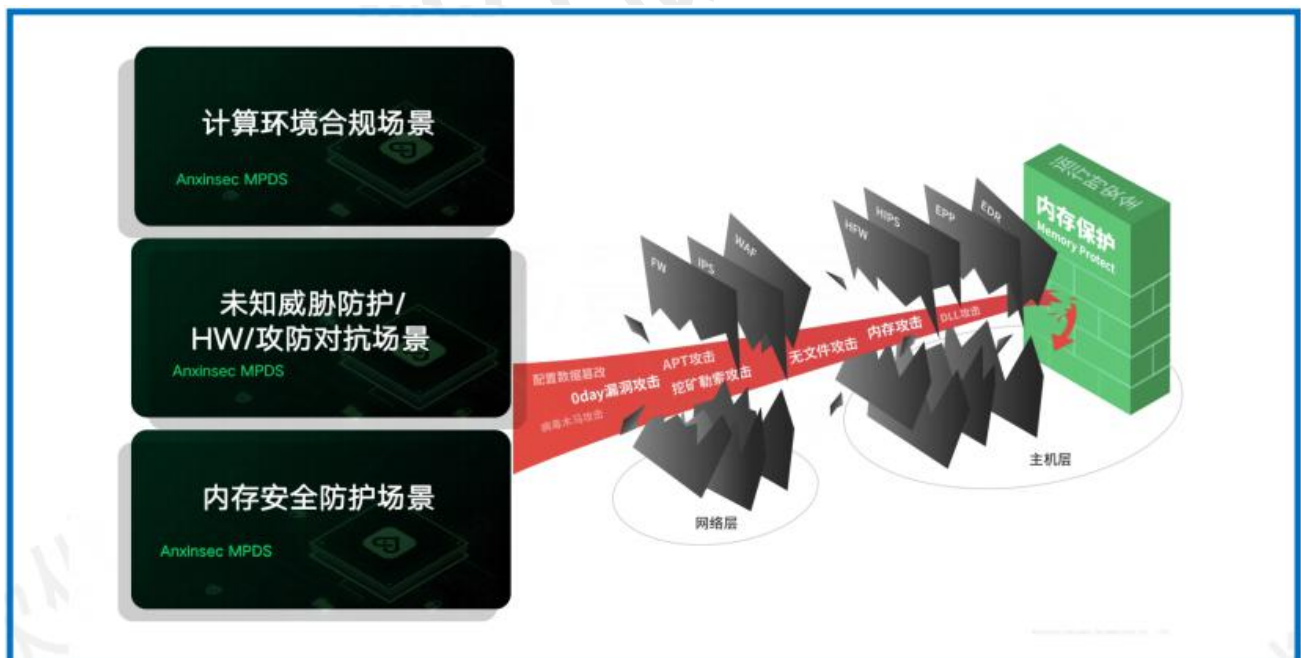 计算环境合规场景
Anxinsec MPDS
未知威胁防护/
HW/攻防对抗场景
Anxinsec MPDS
内存安全防护场景
Anxinsec MPDS
配置数据篡改
0day漏洞攻击
病毒木马攻击
APT攻击
挖矿勒索攻击
无文件攻击
内存攻击
DLL攻击
FW
IPS
WAF
网络层
HFW
HIPS
EPP
EDR
主机层
内存保护
Memory Protect